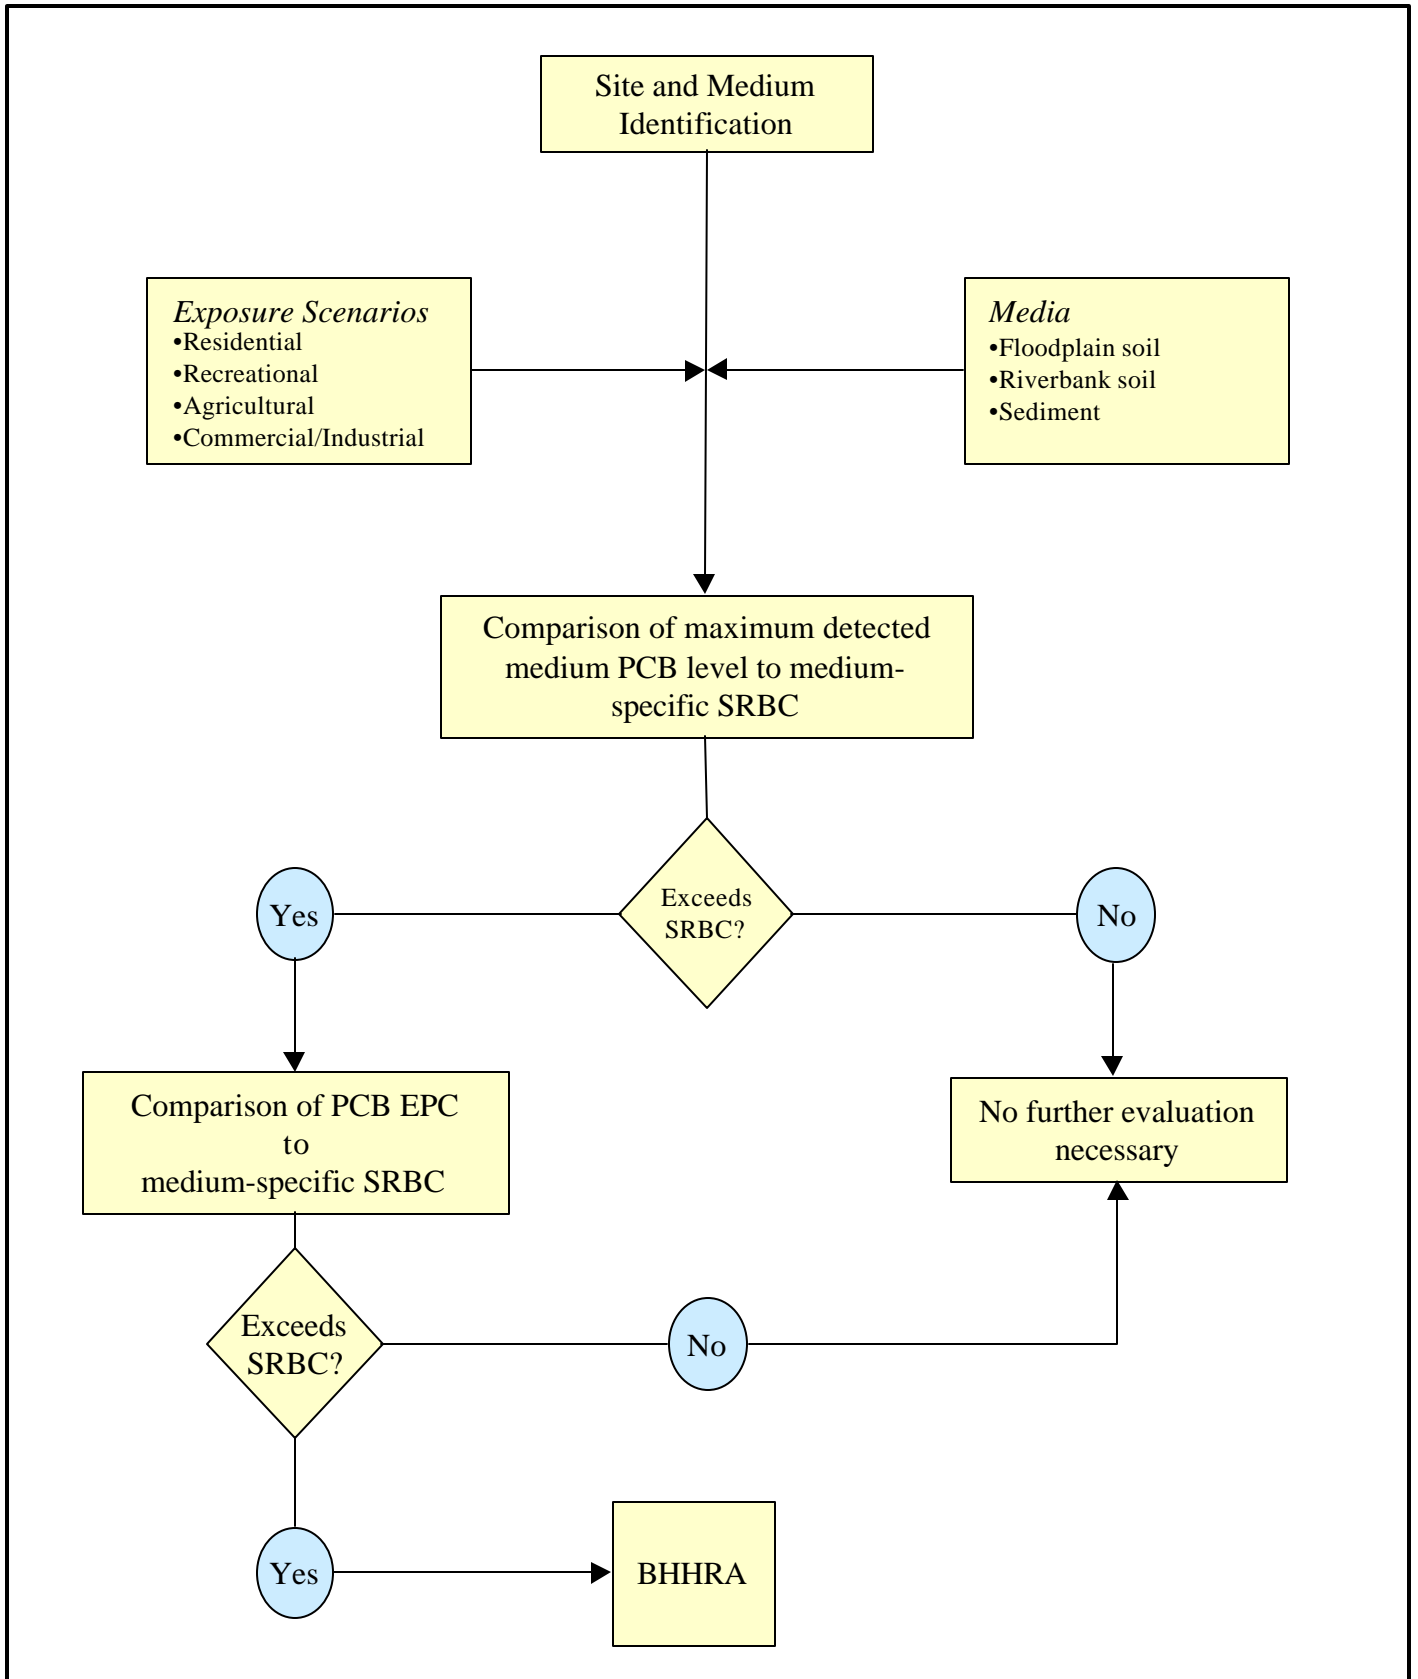 Site and Medium
Identification
Exposure Scenarios
•Residential
•Recreational
•Agricultural
•Commercial/Industrial
Media
•Floodplain soil
•Riverbank soil
•Sediment
Comparison of maximum detected
medium PCB level to medium-
specific SRBC
Exceeds
SRBC?
Yes
No
Comparison of PCB EPC
to
medium-specific SRBC
No further evaluation
necessary
Exceeds
SRBC?
No
Yes
BHHRA